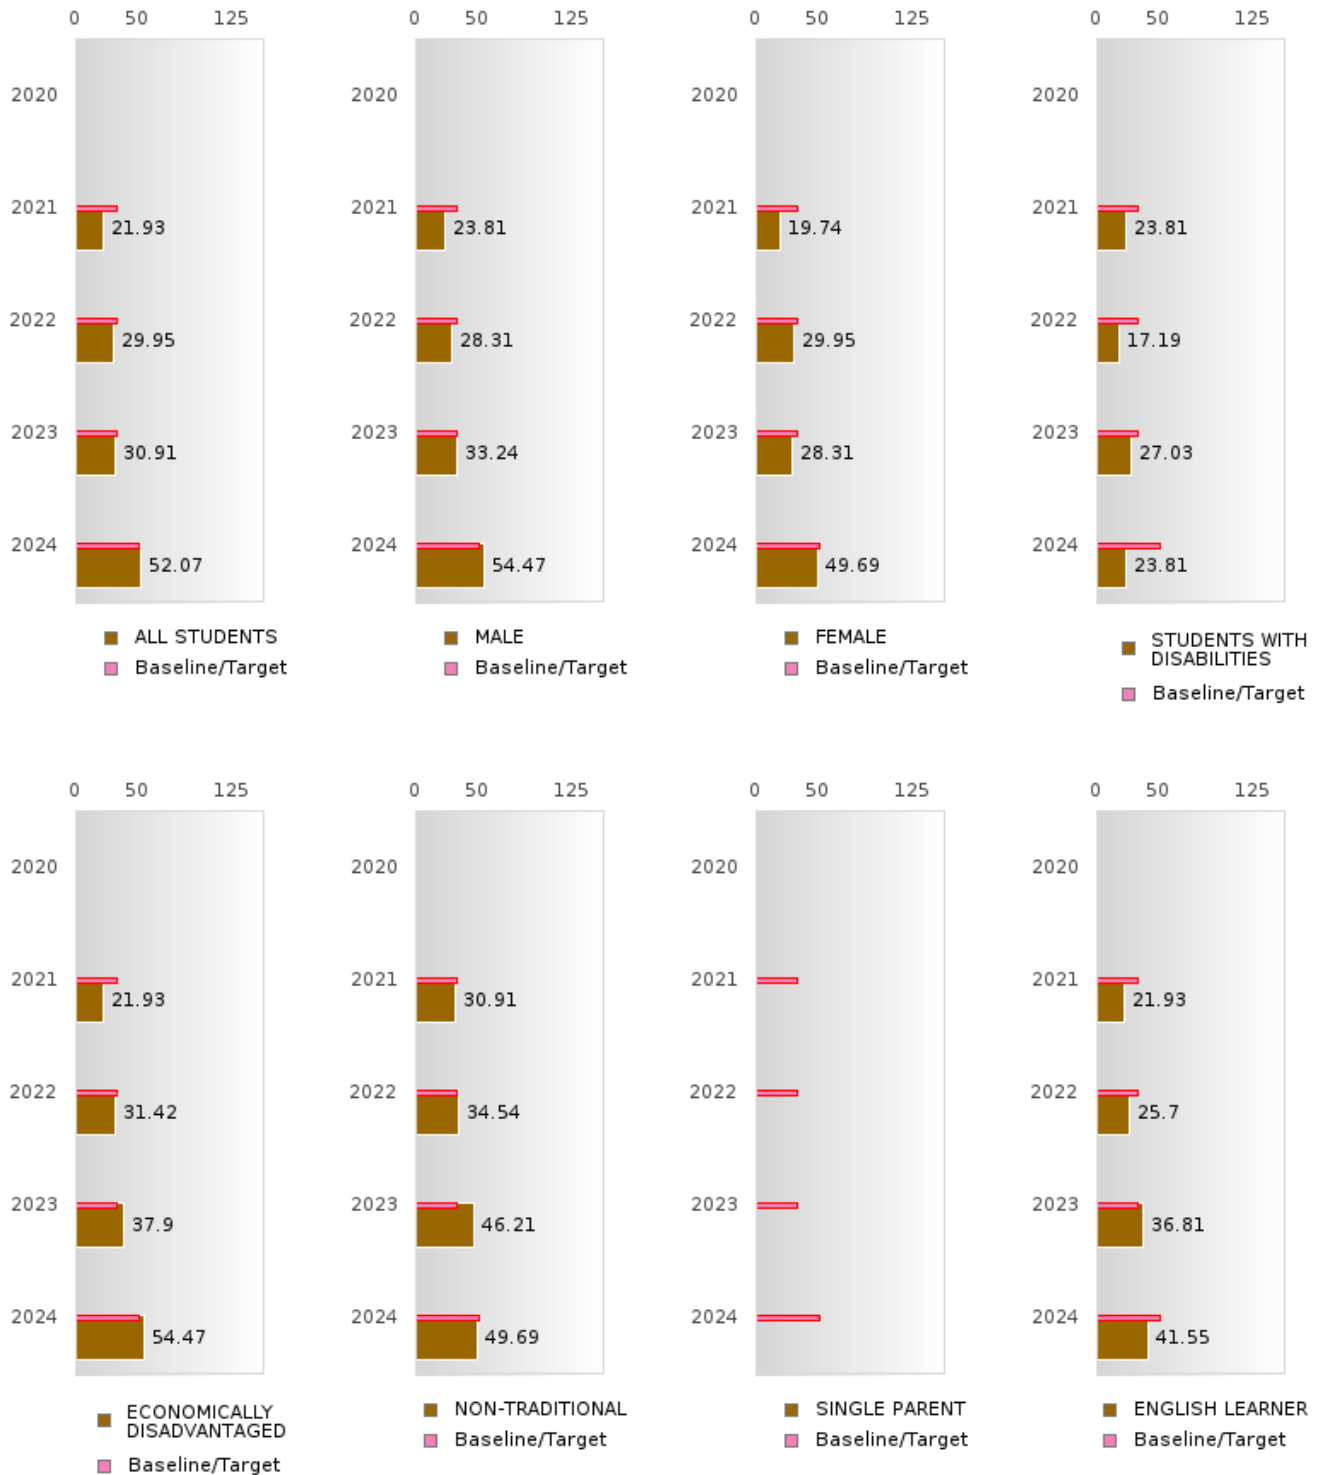 0 50 125 0 50 125 0 50 125 0 50 125
2020 2020 2020 2020
2021 21.93 2021 23.81 2021 19.74 2021 23.81
2022 29.95 2022 28.31 2022 29.95 2022 17.19
2023 30.91 2023 33.24 2023 28.31 2023 27.03
2024 52.07 2024 54.47 2024 49.69 2024 23.81
ALL STUDENTS MALE FEMALE STUDENTS WITH
DISABILITIES
Baseline/Target Baseline/Target Baseline/Target Baseline/Target
0 50 125 0 50 125 0 50 125 0 50 125
2020 2020 2020 2020
2021 21.93 2021 30.91 2021 2021 21.93
2022 31.42 2022 34.54 2022 2022 25.7
2023 37.9 2023 46.21 2023 2023 36.81
2024 54.47 2024 49.69 2024 2024 41.55
ECONOMICALLY NON-TRADITIONAL SINGLE PARENT ENGLISH LEARNER
DISADVANTAGED
Baseline/Target Baseline/Target Baseline/Target Baseline/Target